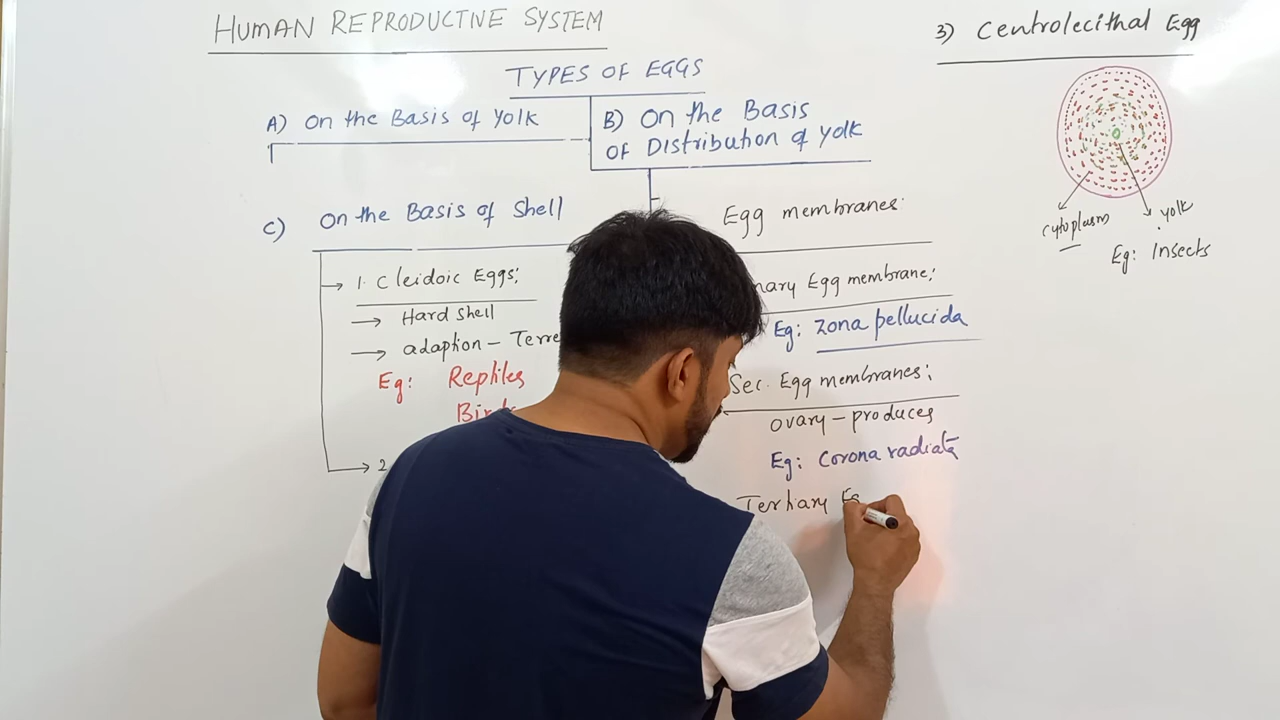 HUMAN REPRODUCTIVE SYSTEM
TYPES OF EGGS
A) On the Basis of Yolk
B) On the Basis
OF Distribution of yolk
C) On the Basis of Shell
1. Cleidoic Eggs:
Hard shell
adaption –
Eg: Reptiles
2
Egg membranes:
Egg membrane:
Eg: Zona pellucida
Sec. Egg membranes:
ovary – produces
Eg: Corona radiata
Tertiary
3) Centrolecithal Egg
cytoplasm
yolk
Eg: Insects